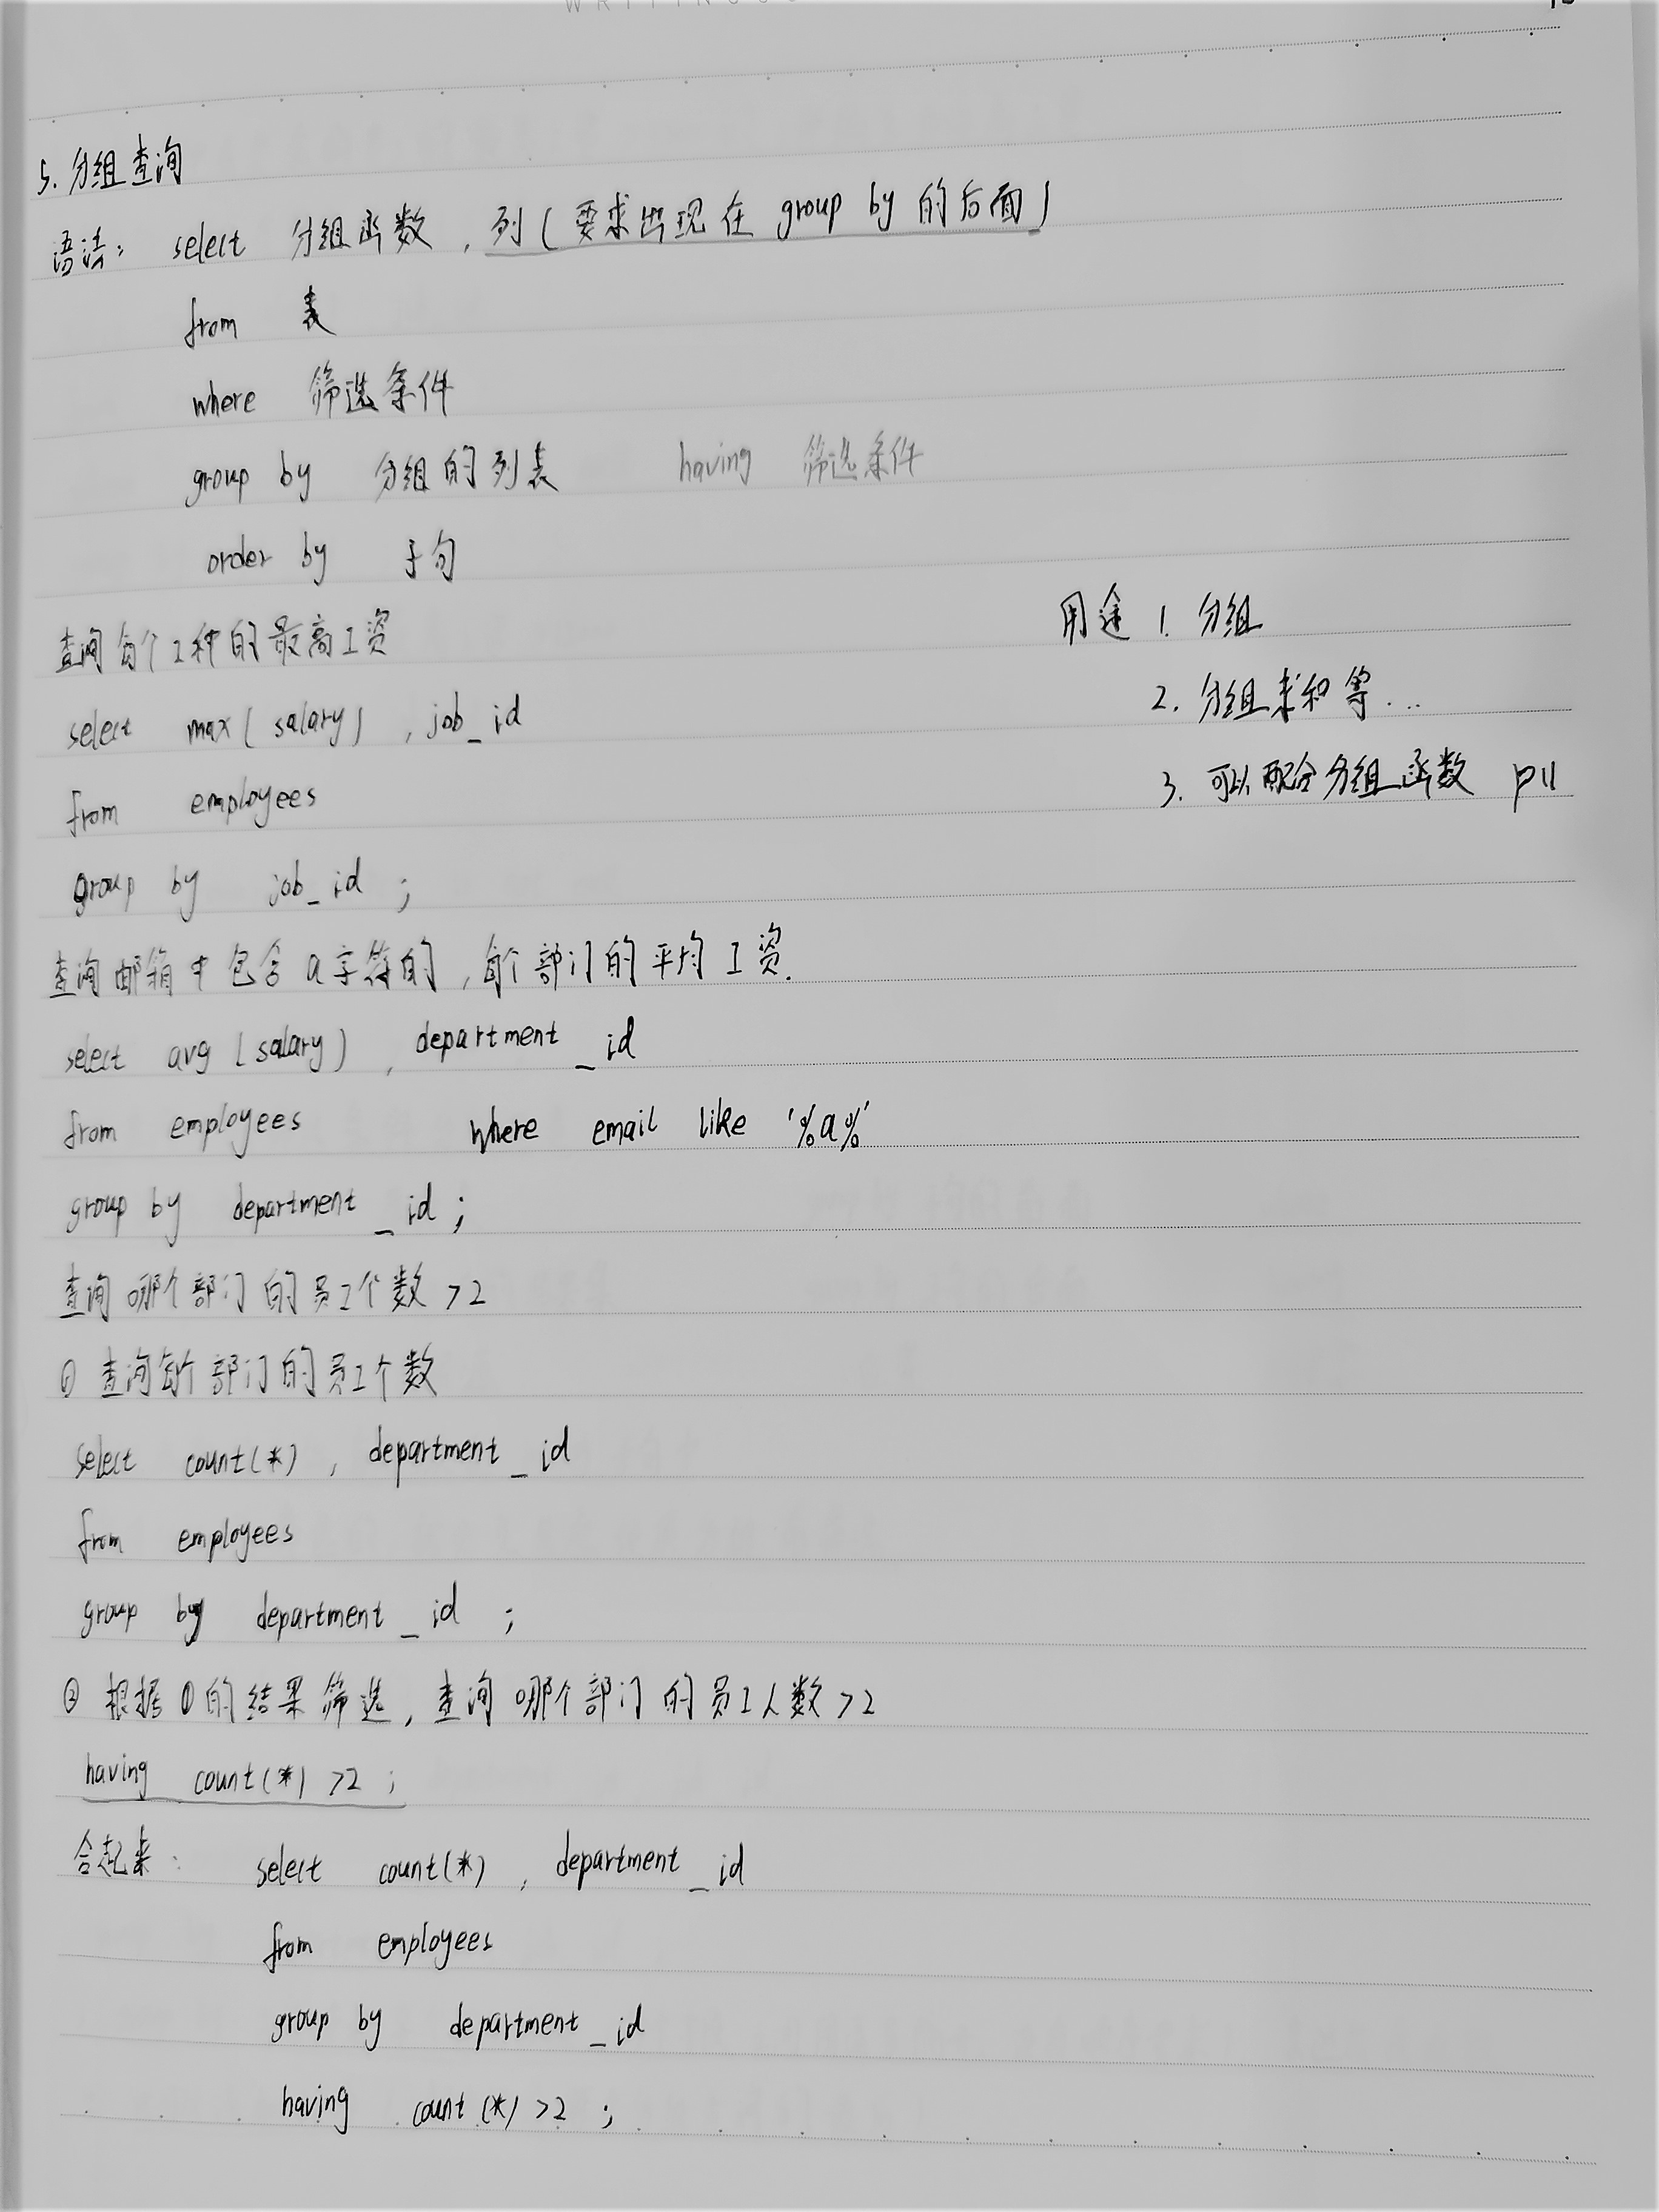 5. 分组查询
语法: select 分组函数, 列(要求出现在 group by 的后面)
from 表
where 筛选条件
group by 分组的列表 having 筛选条件
order by 子句
用途 1. 分组
2. 分组求和等...
3. 可以配合分组函数 P11
查询每个工种的最高工资
select max(salary), job_id
from employees
group by job_id;
查询邮箱中包含a字符的, 每个部门的平均工资.
select avg(salary), department_id
from employees where email like '%a%'
group by department_id;
查询哪个部门的员工个数>2
① 查询每个部门的员工个数
select count(*), department_id
from employees
group by department_id;
② 根据①的结果筛选, 查询哪个部门的员工人数>2
having count(*)>2;
合起来: select count(*), department_id
from employees
group by department_id
having count(*)>2;